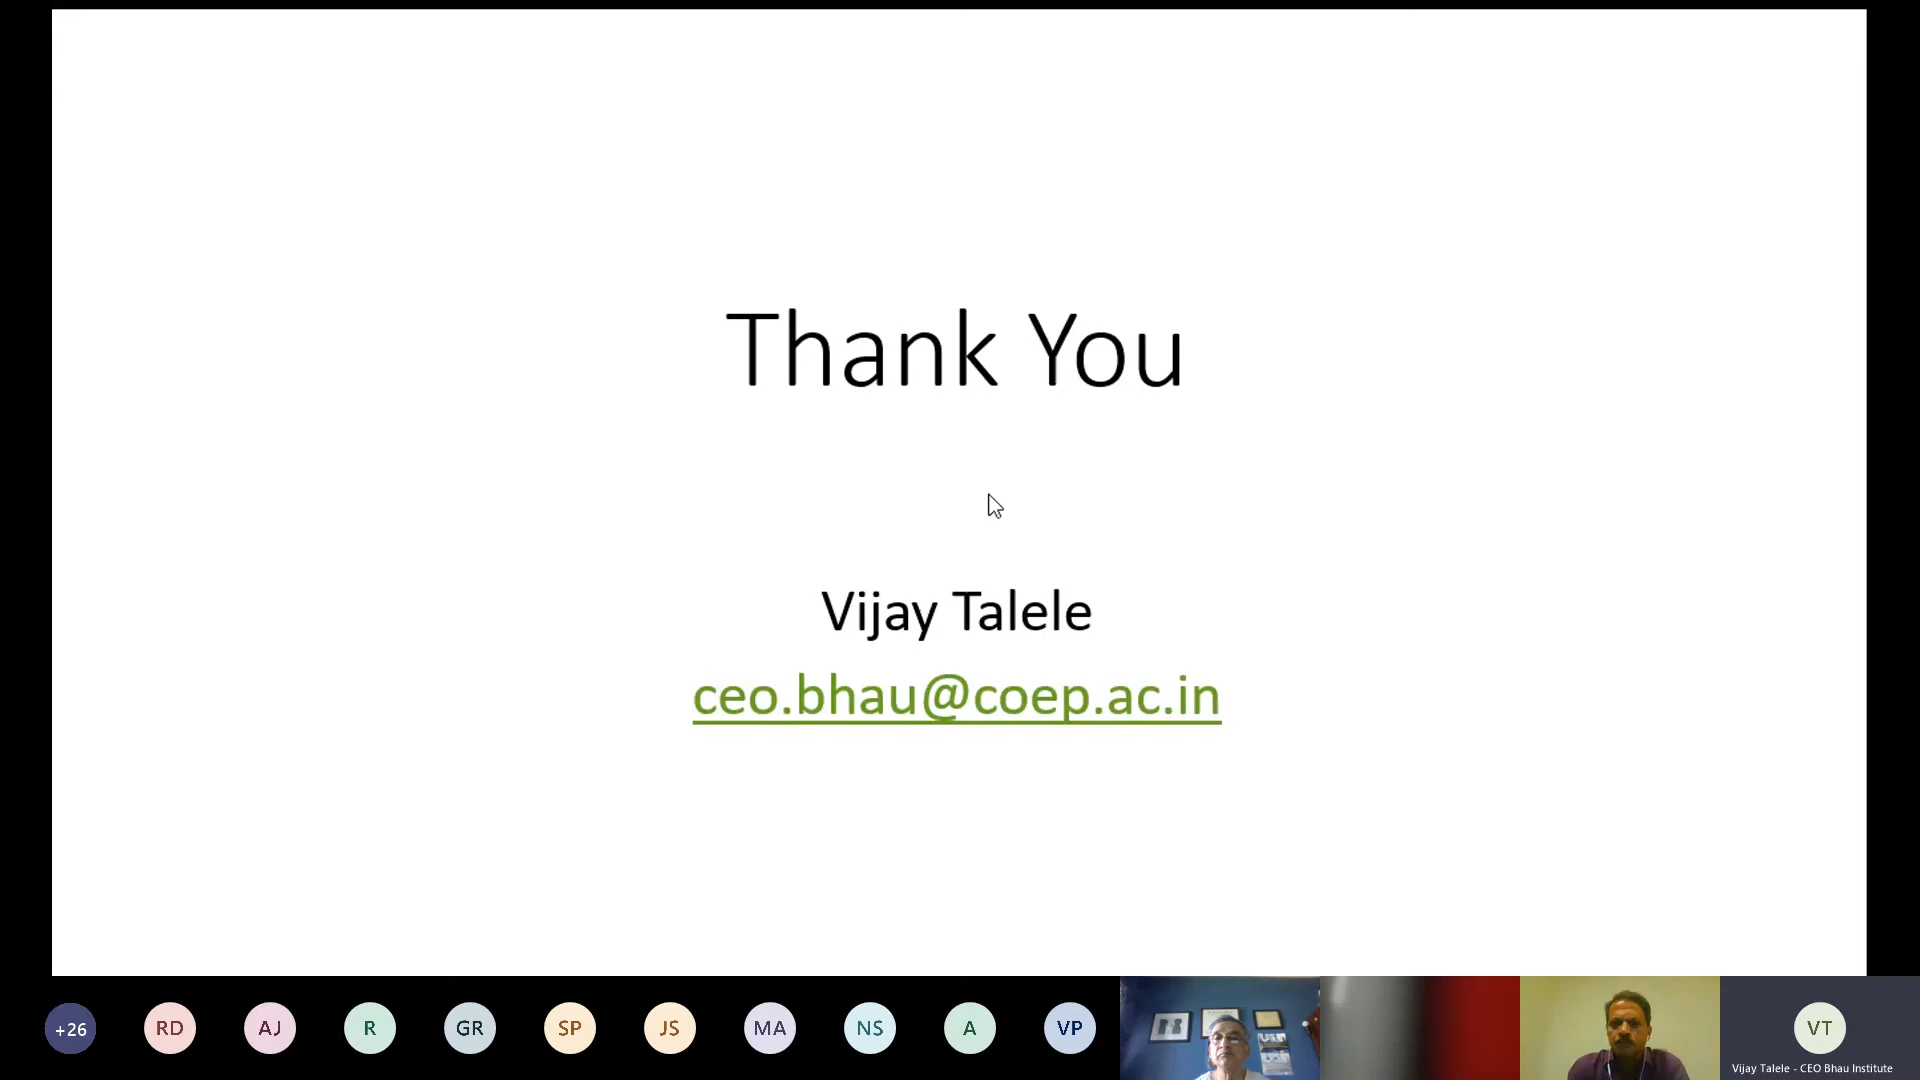 Thank You
Vijay Talele
ceo.bhau@coep.ac.in
+26
RD
AJ
R
GR
SP
JS
MA
NS
A
VP
VT
Vijay Talele - CEO Bhau Institute